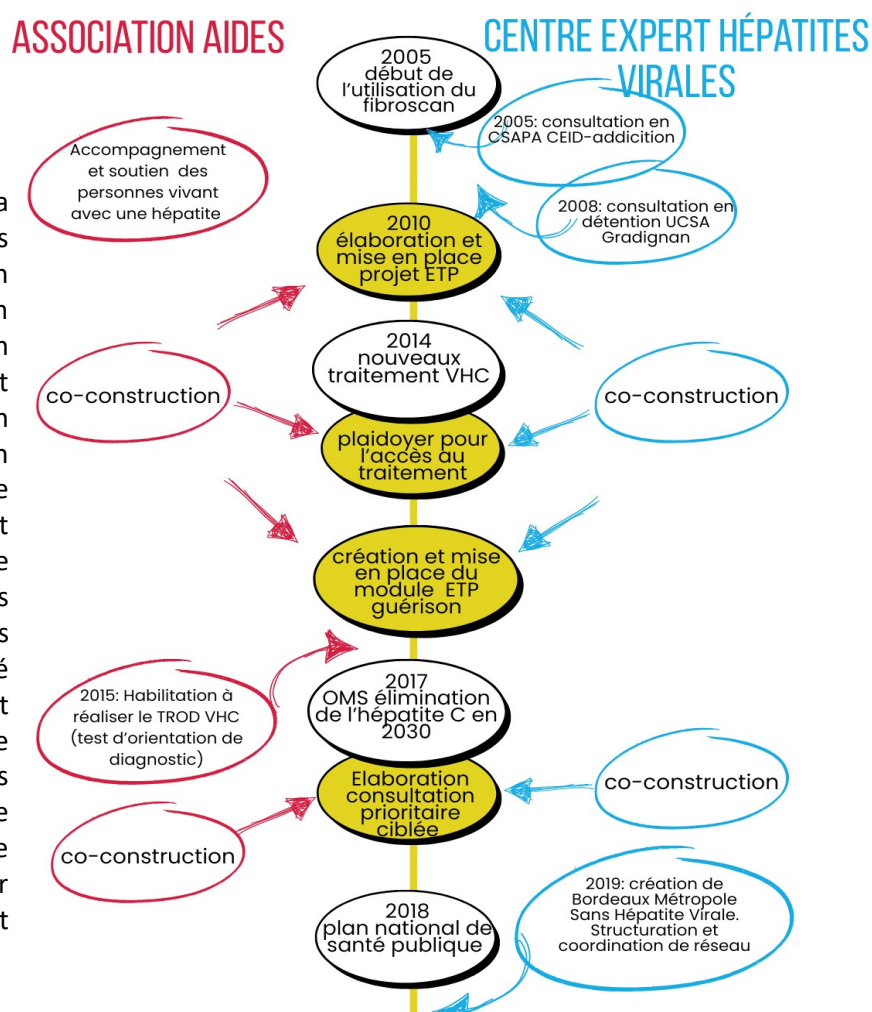 ASSOCIATION AIDES
CENTRE EXPERT HÉPATITES
VIRALES
2005
début de
l'utilisation du
fibroscan
2005: consultation en
CSAPA CEID-addicition
Accompagnement
et soutien des
personnes vivant
avec une hépatite
2008: consultation en
détention UCSA
Gradignan
2010
élaboration et
mise en place
projet ETP
2014
nouveaux
traitement VHC
co-construction
co-construction
plaidoyer pour
l'accès au
traitement
création et mise
en place du
module ETP
guérison
2015: Habilitation à
réaliser le TROD VHC
(test d'orientation de
diagnostic)
2017
OMS élimination
de l'hépatite C en
2030
Elaboration
consultation
prioritaire
ciblée
co-construction
co-construction
2018
plan national de
santé publique
2019: création de
Bordeaux Métropole
Sans Hépatite Virale.
Structuration et
coordination de réseau